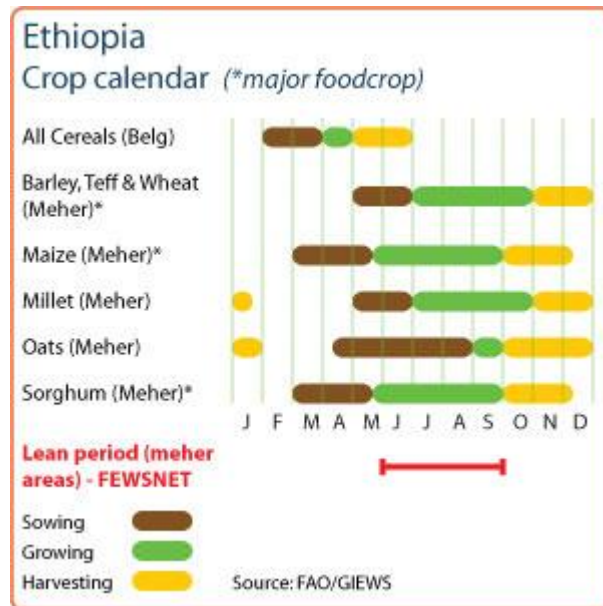 Ethiopia
Crop calendar (*major foodcrop)
All Cereals (Belg)
Barley, Teff & Wheat
(Meher)*
Maize (Meher)*
Millet (Meher)
Oats (Meher)
Sorghum (Meher)*
J F M A M J J A S O N D
Lean period (meher
areas) - FEWSNET
Sowing
Growing
Harvesting
Source: FAO/GIEWS